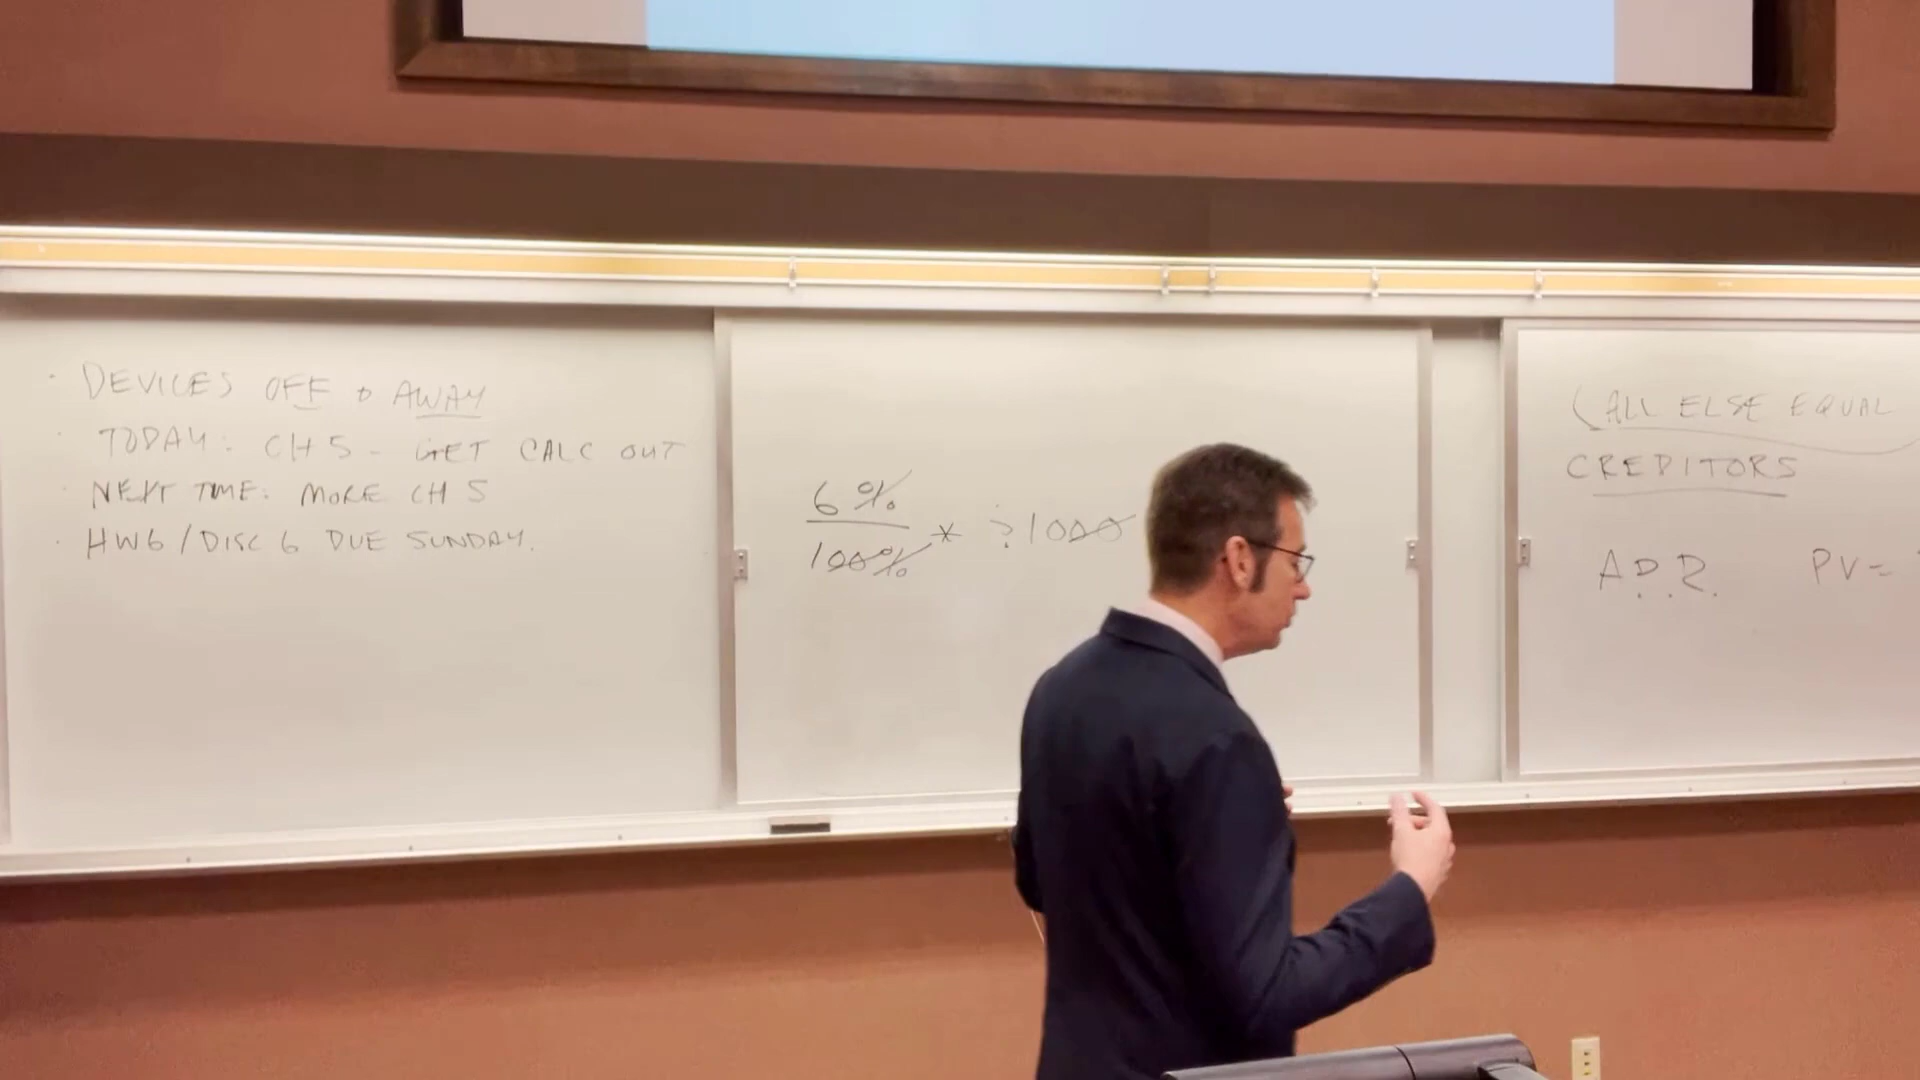 · DEVICES OFF & AWAY
· TODAY: CH 5 - GET CALC OUT
· NEXT TIME: MORE CH 5
· HW6/DISC 6 DUE SUNDAY.
6%
100% * ? 1000
(ALL ELSE EQUAL
CREDITORS
PV=